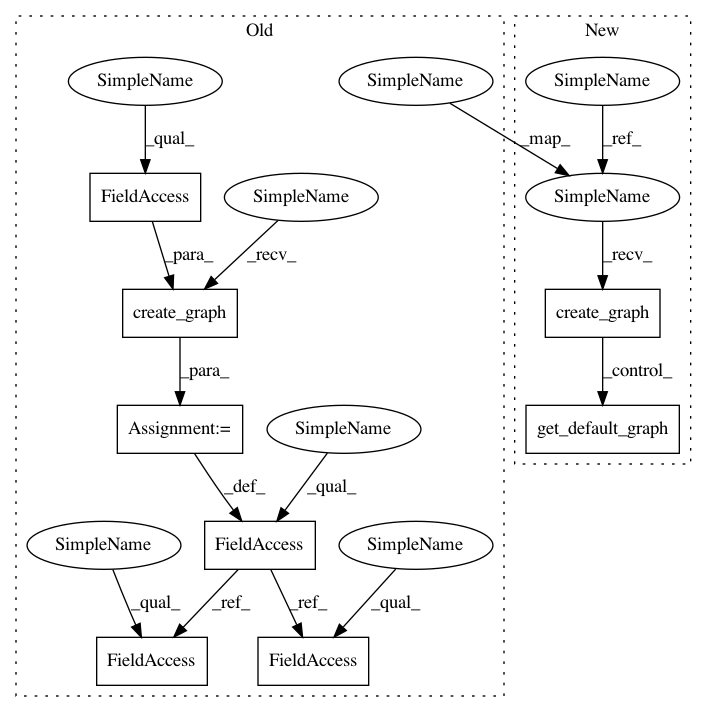 Old
New
SimpleName
SimpleName
SimpleName
_qual_
_map_
_ref_
FieldAccess
SimpleName
SimpleName
_para_
_recv_
_recv_
create_graph
create_graph
_para_
_control_
Assignment:=
SimpleName
get_default_graph
_def_
_qual_
SimpleName
FieldAccess
SimpleName
_qual_
_ref_
_ref_
_qual_
FieldAccess
FieldAccess